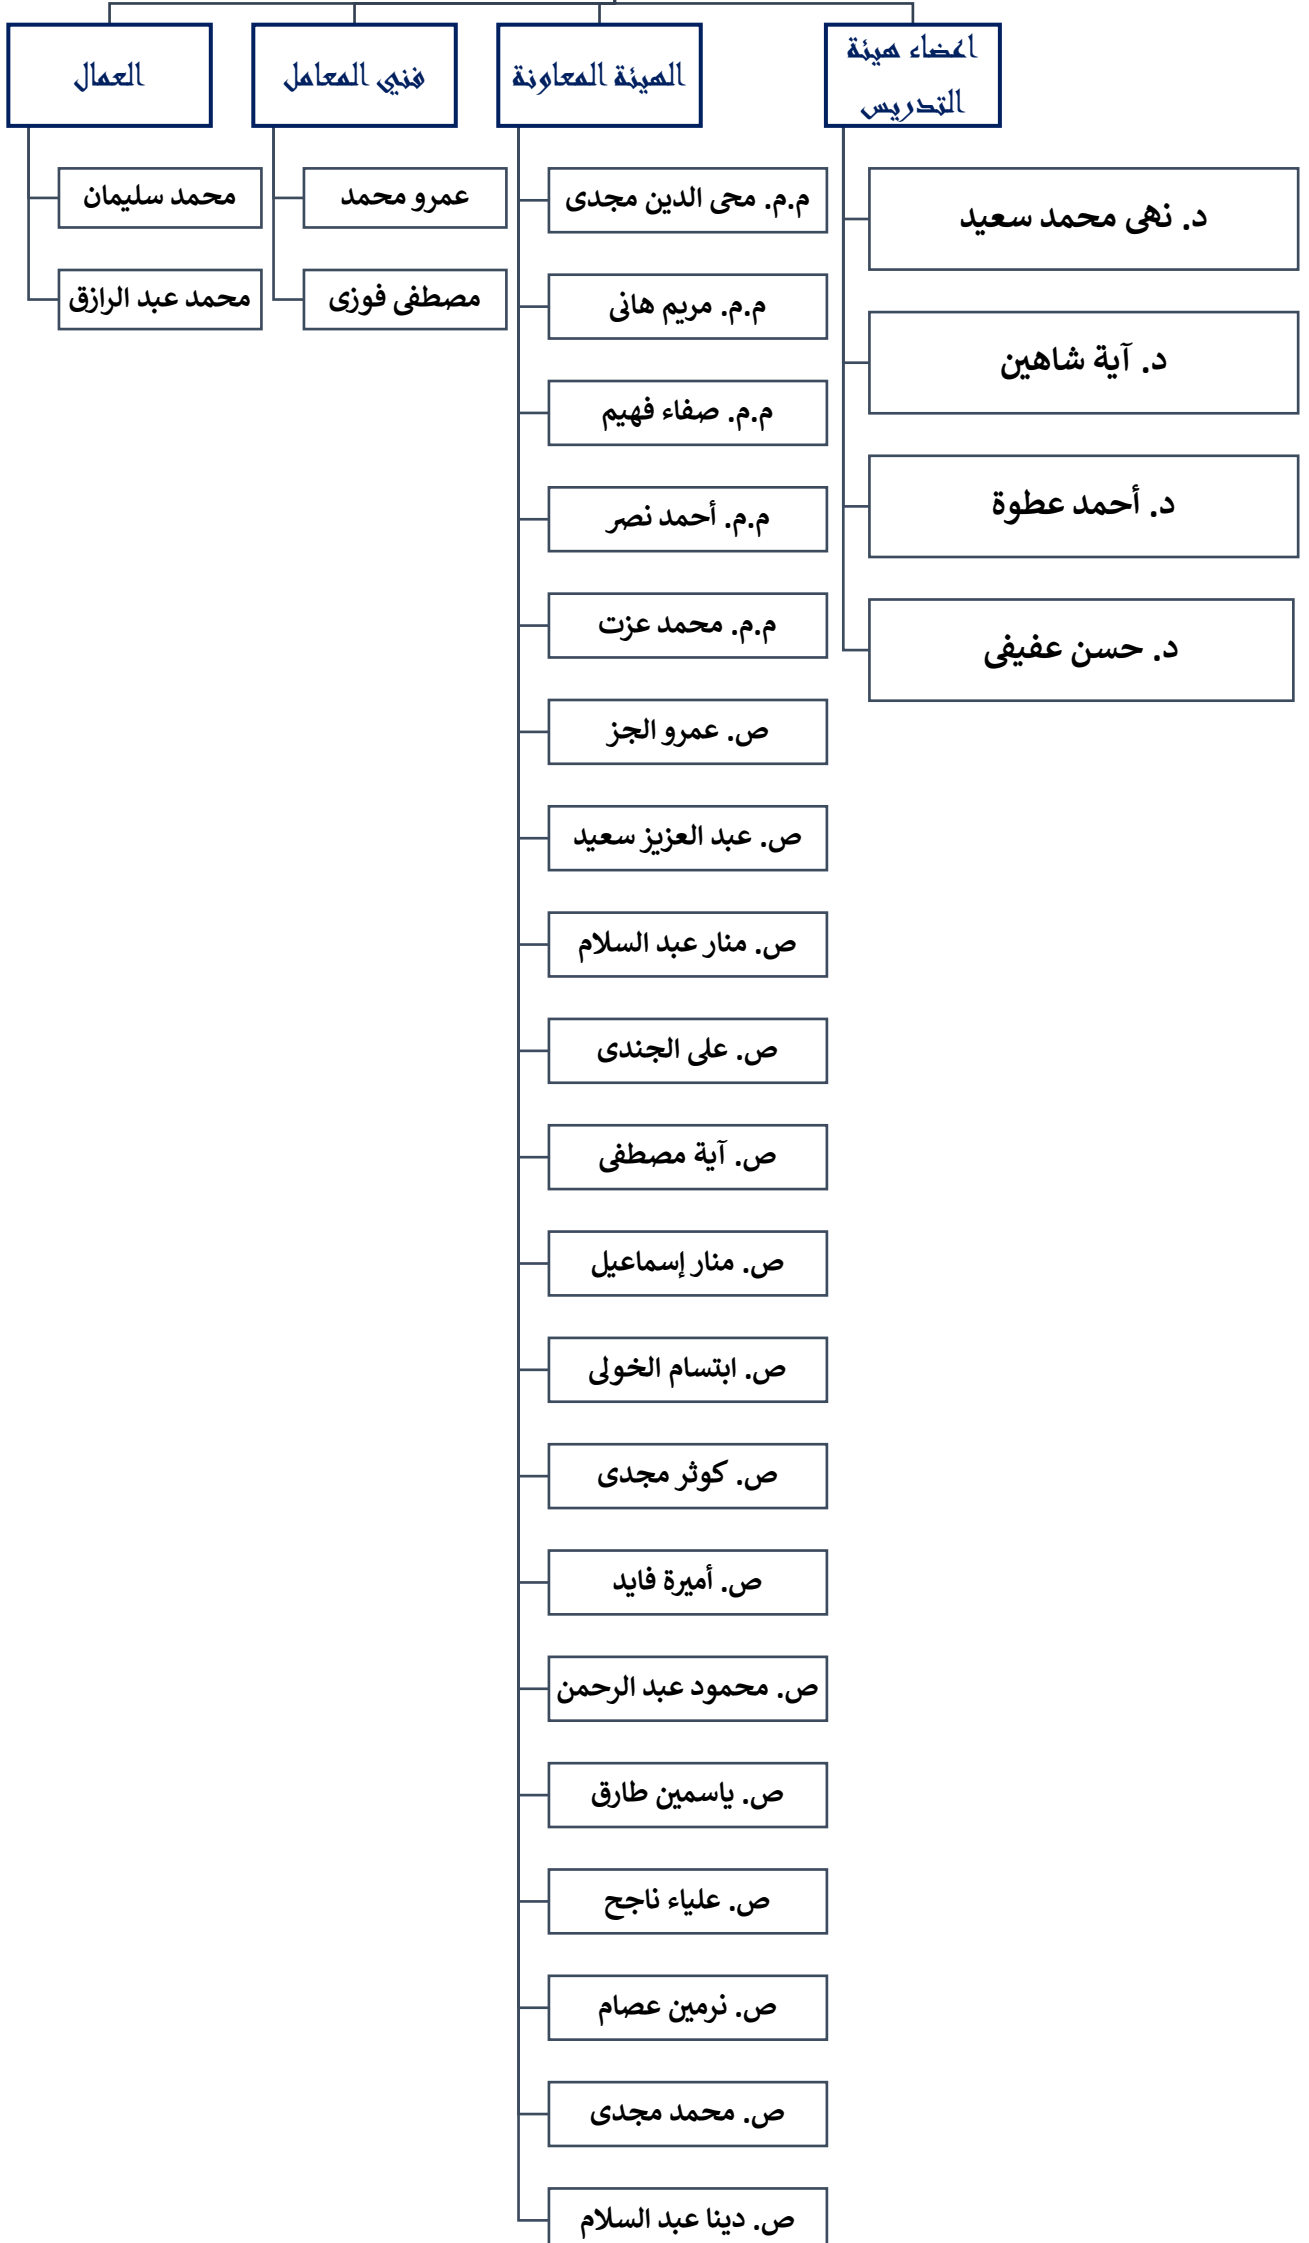 اعضاء هيئة
التدريس
الهيئة المعاونة
فني المعامل
العمال
د. نهى محمد سعيد
د. آية شاهين
د. أحمد عطوة
د. حسن عفيفى
م.م. محى الدين مجدى
م.م. مريم هانى
م.م. صفاء فهيم
م.م. أحمد نصر
م.م. محمد عزت
ص. عمرو الجز
ص. عبد العزيز سعيد
ص. منار عبد السلام
ص. على الجندى
ص. آية مصطفى
ص. منار إسماعيل
ص. ابتسام الخولى
ص. كوثر مجدى
ص. أميرة فايد
ص. محمود عبد الرحمن
ص. ياسمين طارق
ص. علياء ناجح
ص. نرمين عصام
ص. محمد مجدى
ص. دينا عبد السلام
عمرو محمد
مصطفى فوزى
محمد سليمان
محمد عبد الرازق